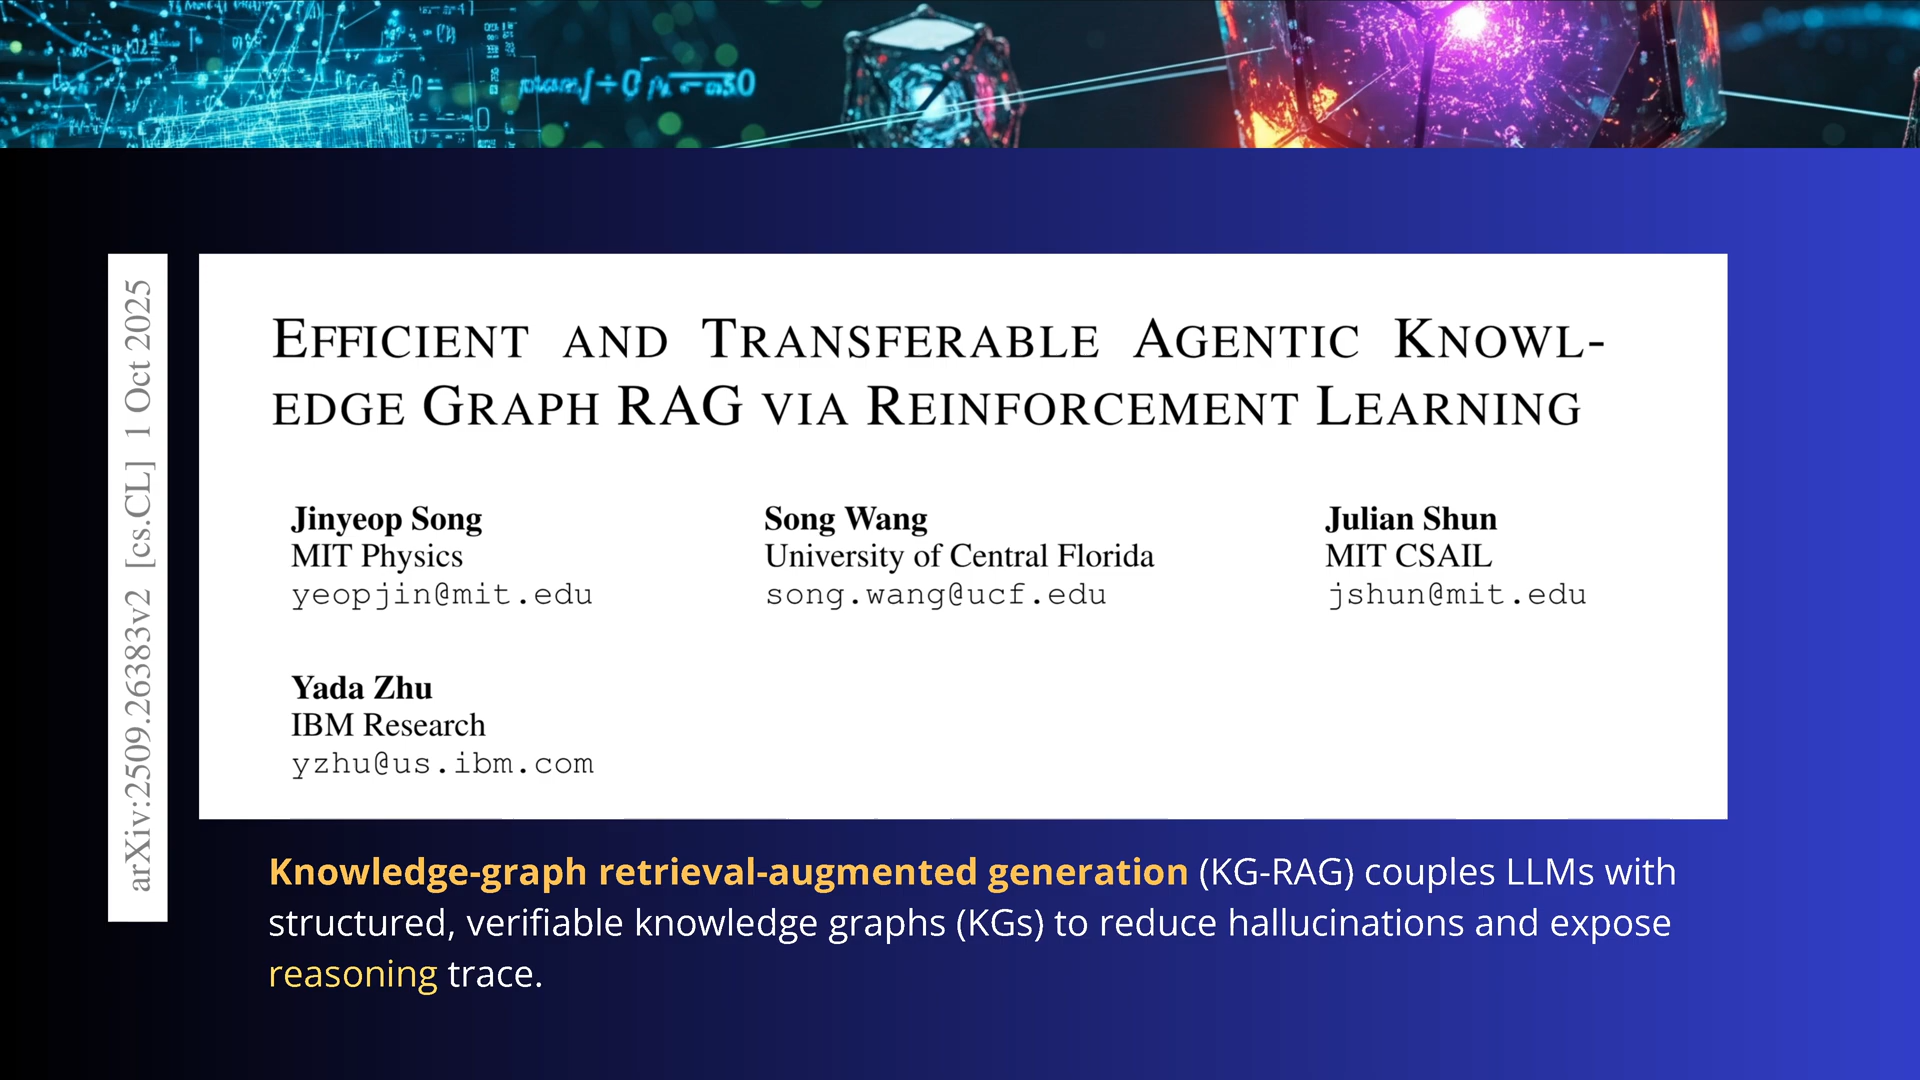 EFFICIENT AND TRANSFERABLE AGENTIC KNOWL-
EDGE GRAPH RAG VIA REINFORCEMENT LEARNING
Jinyeop Song
MIT Physics
yeopjin@mit.edu
Song Wang
University of Central Florida
song.wang@ucf.edu
Julian Shun
MIT CSAIL
jshun@mit.edu
Yada Zhu
IBM Research
yzhu@us.ibm.com
arXiv:2509.26383v2 [cs.CL] 1 Oct 2025
Knowledge-graph retrieval-augmented generation (KG-RAG) couples LLMs with
structured, verifiable knowledge graphs (KGs) to reduce hallucinations and expose
reasoning trace.